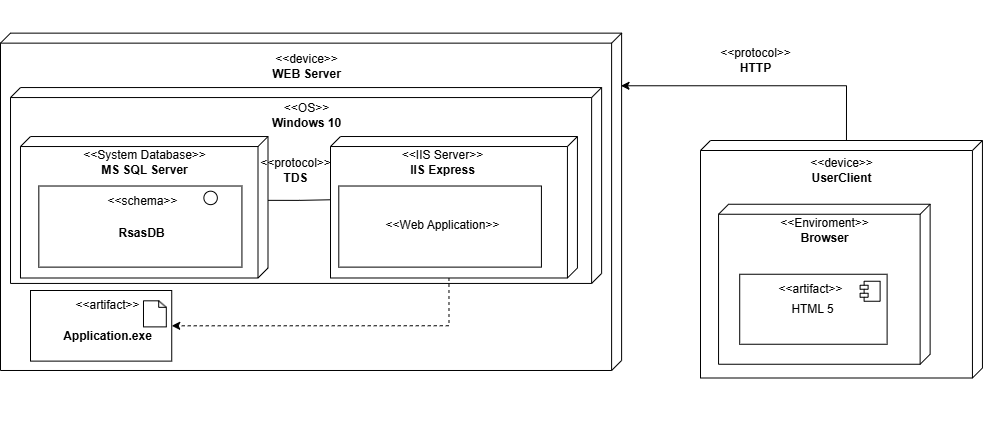 <<device>>
WEB Server
<<OS>>
Windows 10
<<System Database>>
MS SQL Server
<<schema>>
RsasDB
<<protocol>>
TDS
<<IIS Server>>
IIS Express
<<Web Application>>
<<artifact>>
Application.exe
<<protocol>>
HTTP
<<device>>
UserClient
<<Enviroment>>
Browser
<<artifact>>
HTML 5